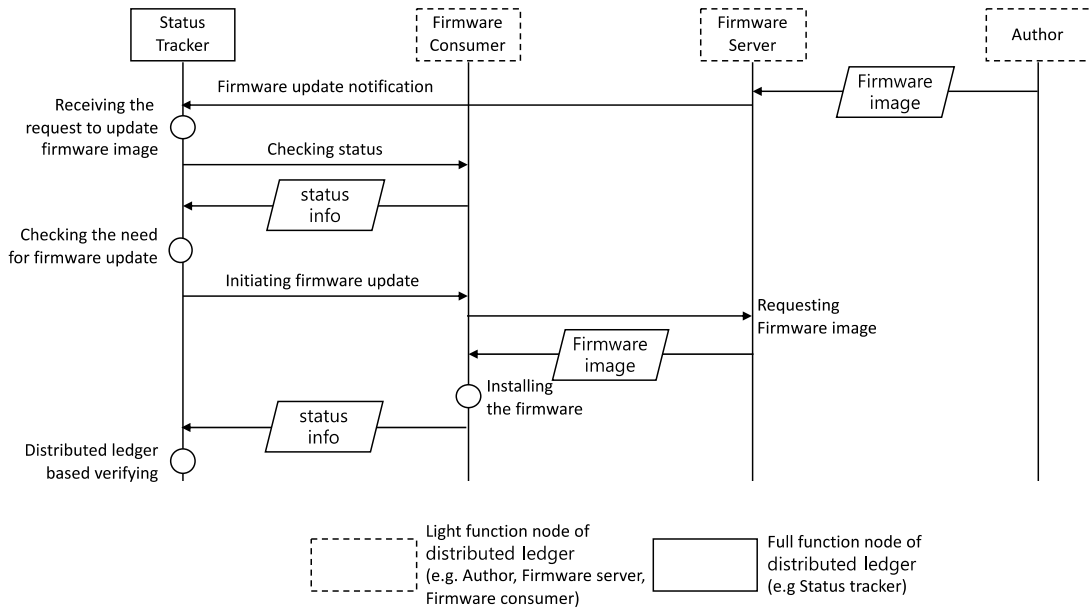 Status
Tracker
Firmware
Consumer
Firmware
Server
Author
Firmware update notification
Firmware
image
Receiving the
request to update
firmware image
Checking status
status
info
Checking the need
for firmware update
Initiating firmware update
Requesting
Firmware image
Firmware
image
Installing
the firmware
status
info
Distributed ledger
based verifying
Light function node of
distributed ledger
(e.g. Author, Firmware server,
Firmware consumer)
Full function node of
distributed ledger
(e.g Status tracker)